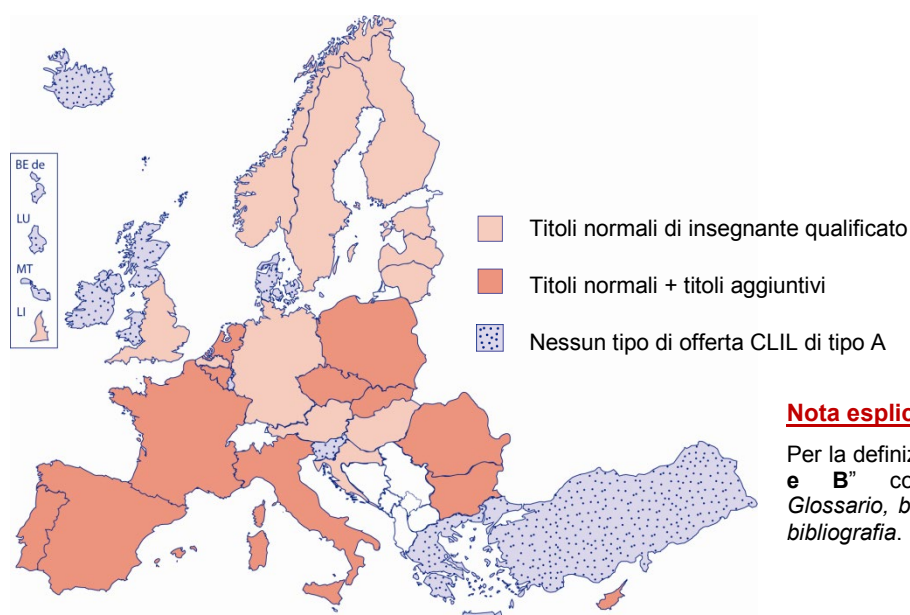 BE de
LU
MT
LI
Titoli normali di insegnante qualificato
Titoli normali + titoli aggiuntivi
Nessun tipo di offerta CLIL di tipo A
Nota esplic
Per la definiz
e B” co
Glossario, b
bibliografia.